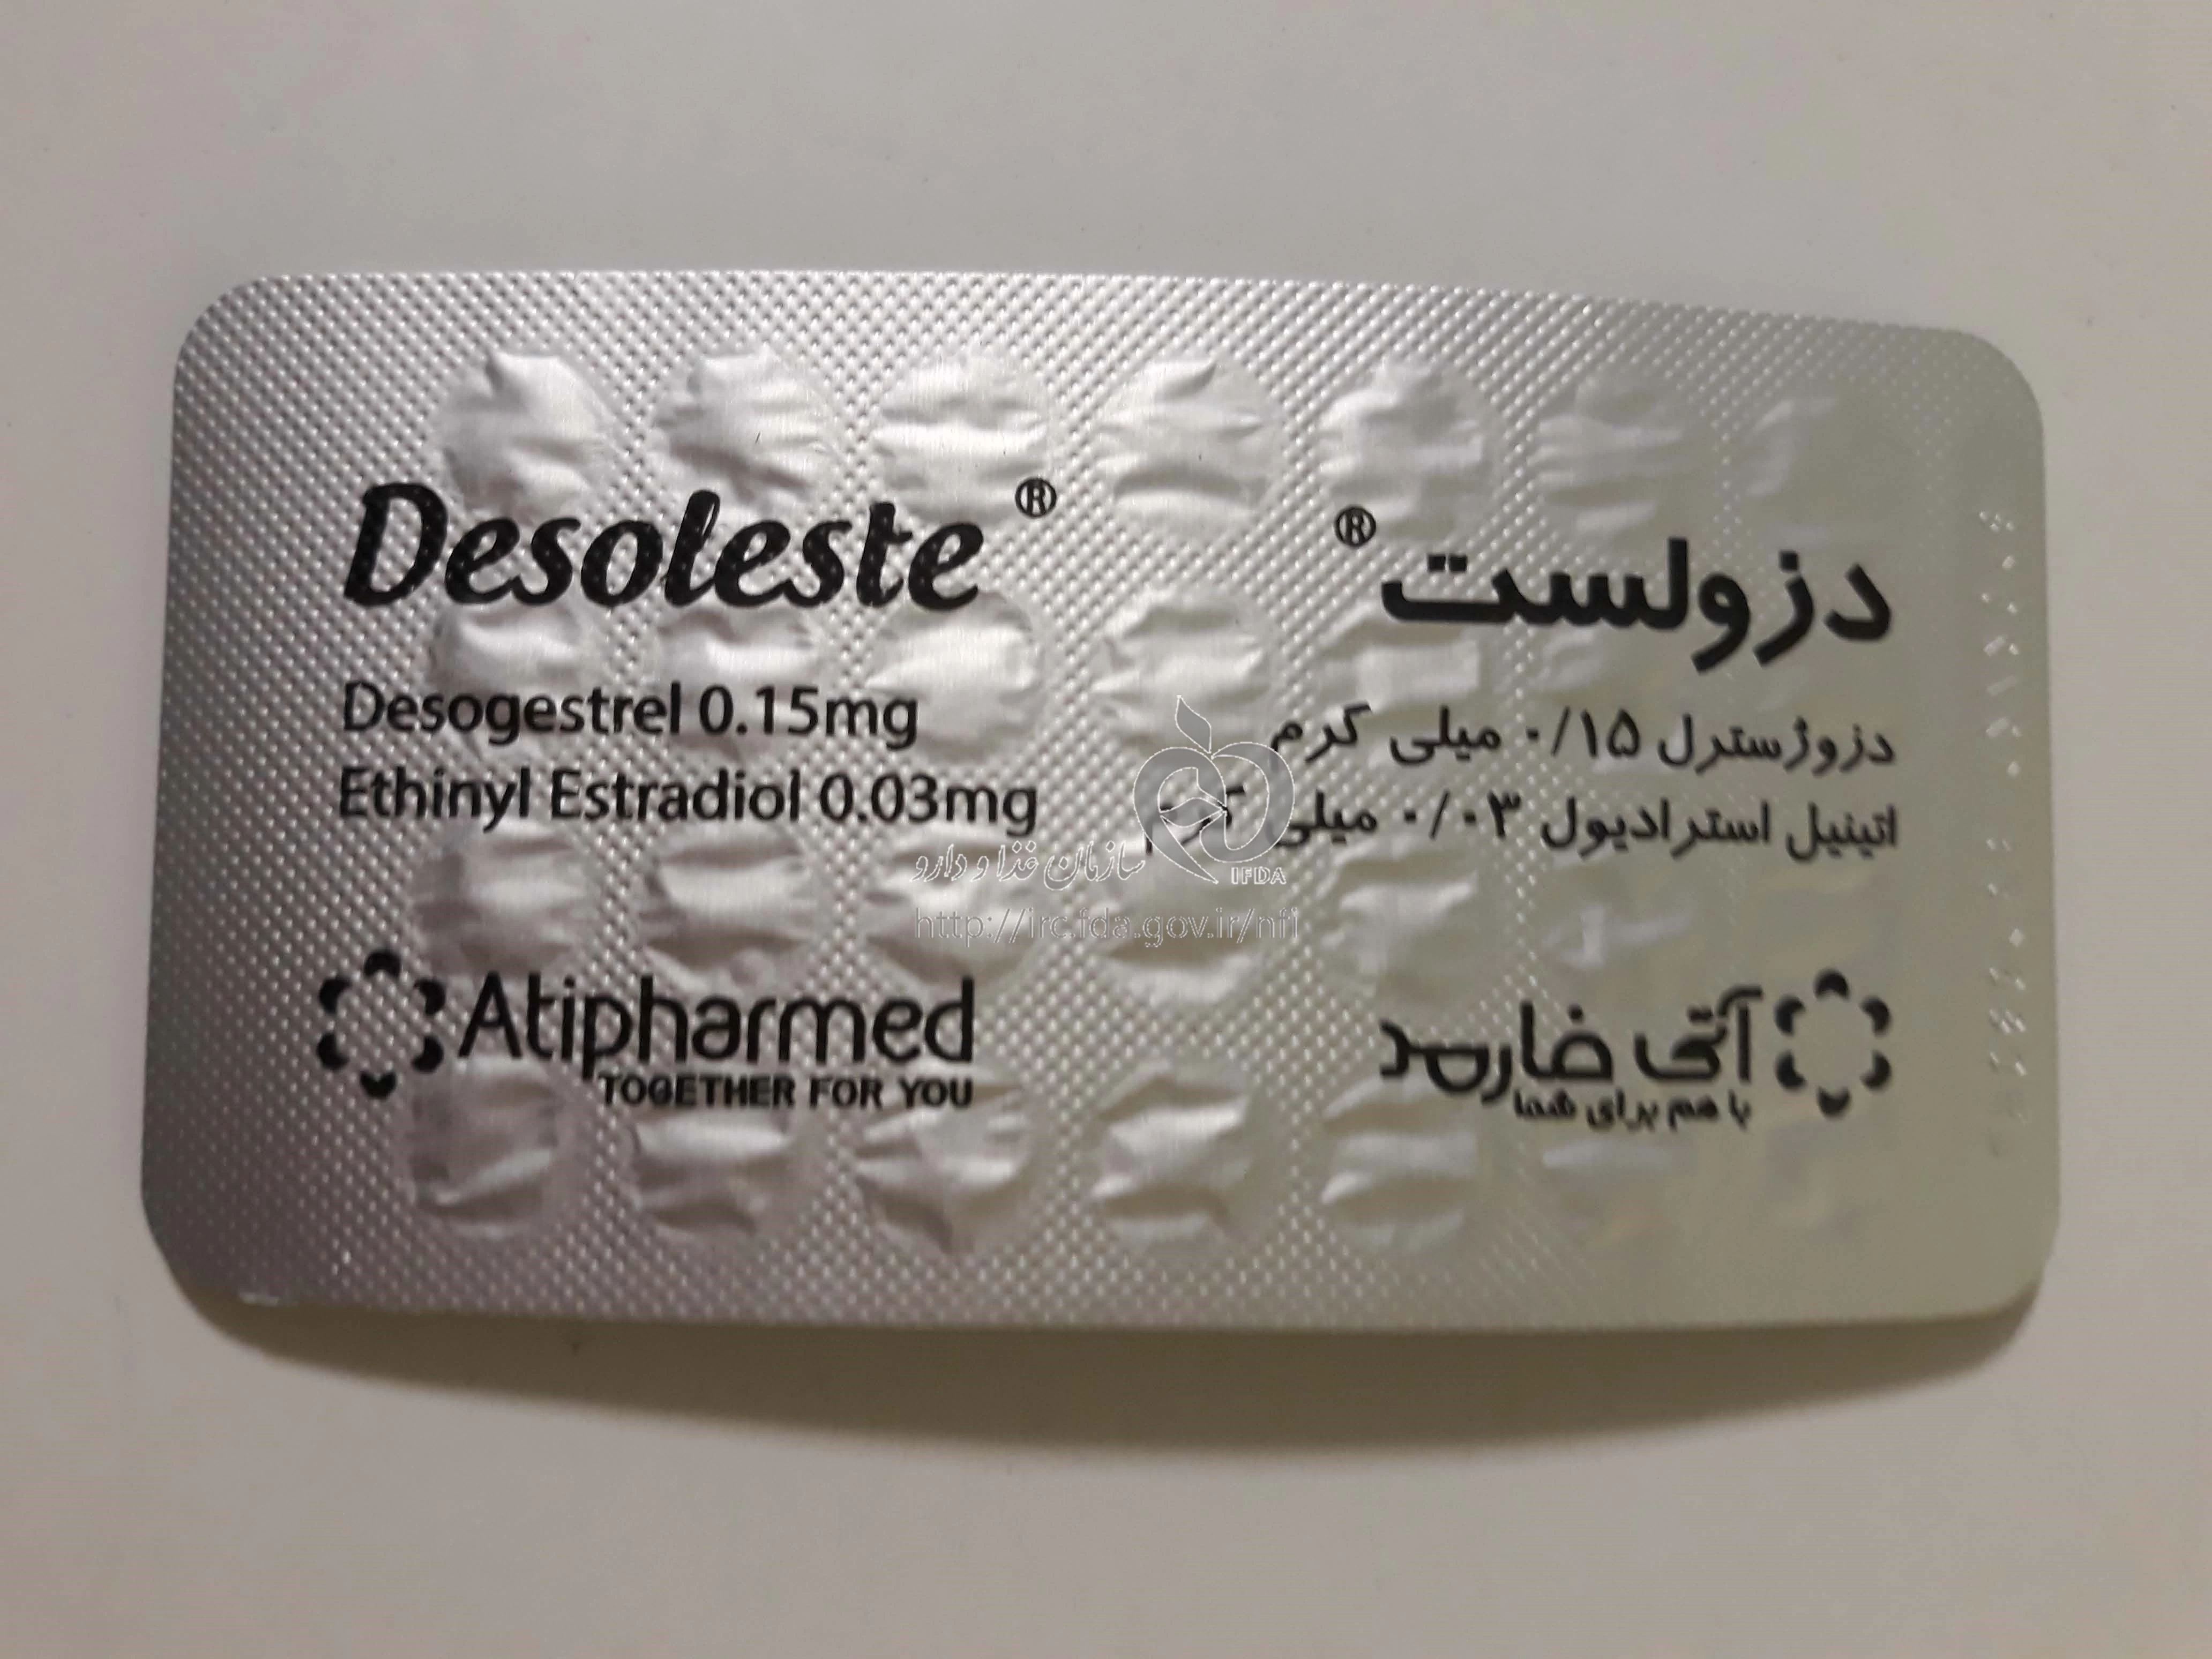 Desoleste®
Desogestrel 0.15mg
Ethinyl Estradiol 0.03mg
Atipharmed
TOGETHER FOR YOU
دزولست®
دزوژسترل ۰/۱۵ میلی گرم
اتینیل استرادیول ۰/۰۳ میلی گرم
آتی فارمد
با هم برای شما
IFDA
سازمان غذا و دارو
http://irc.fda.gov.ir/nfi